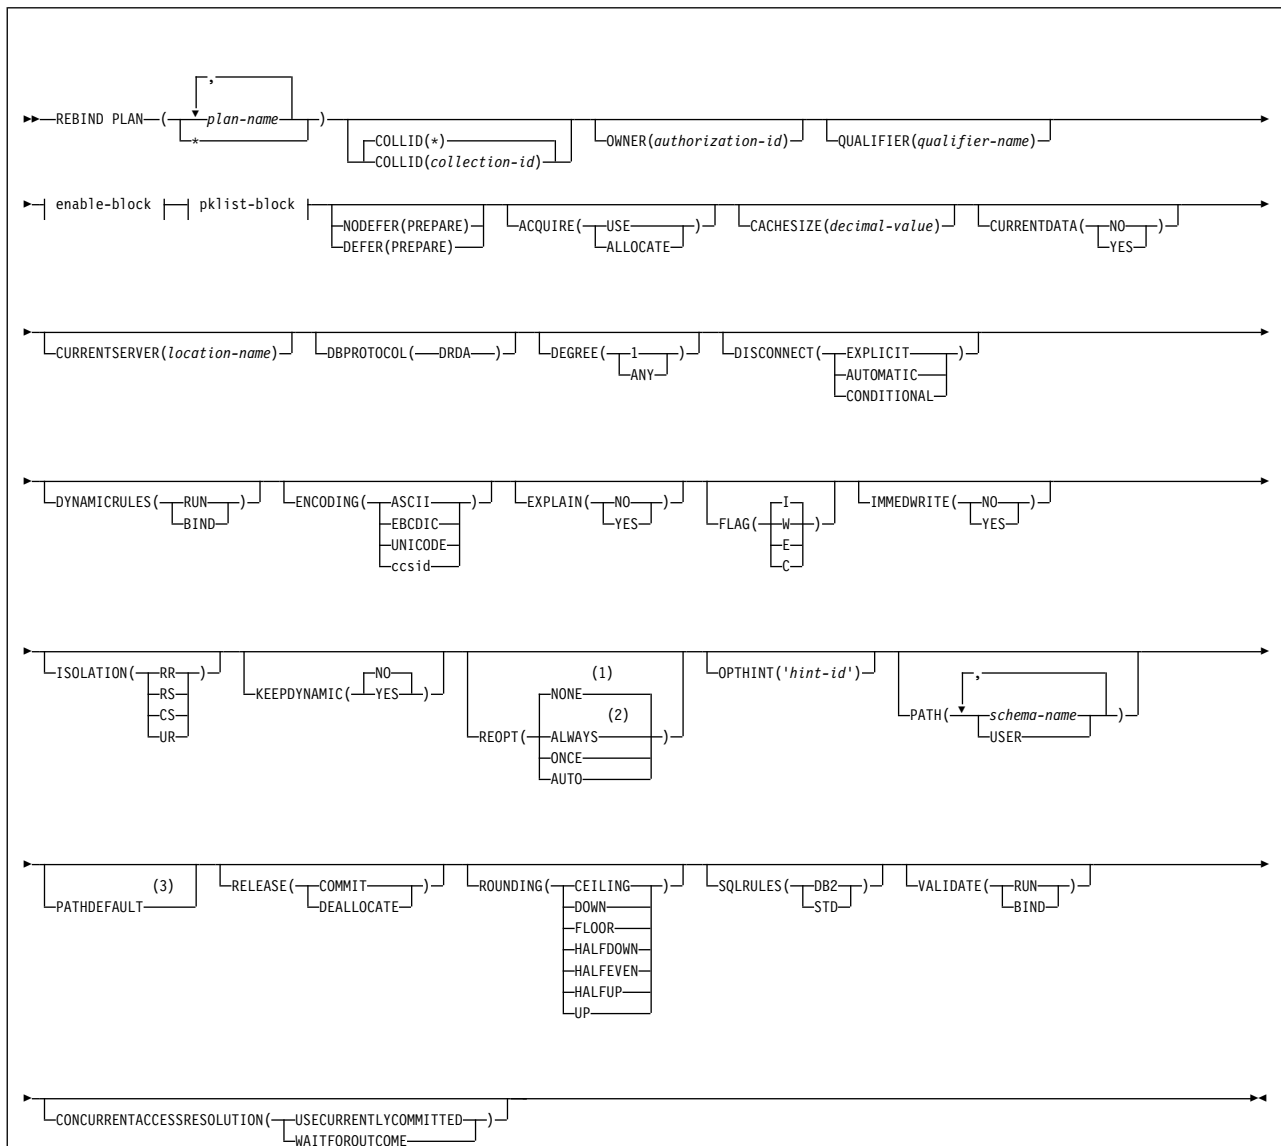 ,
REBIND PLAN ( plan-name )
*
COLLID(*)
COLLID(collection-id)
OWNER(authorization-id)
QUALIFIER(qualifier-name)
enable-block
pklist-block
NODEFER(PREPARE)
DEFER(PREPARE)
ACQUIRE( USE )
ALLOCATE
CACHESIZE(decimal-value)
CURRENTDATA( NO )
YES
CURRENTSERVER(location-name)
DBPROTOCOL( DRDA )
DEGREE( 1 )
ANY
DISCONNECT( EXPLICIT )
AUTOMATIC
CONDITIONAL
DYNAMICRULES( RUN )
BIND
ENCODING( ASCII )
EBCDIC
UNICODE
ccsid
EXPLAIN( NO )
YES
I
FLAG( W )
E
C
IMMEDWRITE( NO )
YES
ISOLATION( RR )
RS
CS
UR
NO
KEEPDYNAMIC( YES )
(1)
NONE
(2)
REOPT( ALWAYS )
ONCE
AUTO
OPTHINT('hint-id')
,
PATH( schema-name )
USER
(3)
PATHDEFAULT
RELEASE( COMMIT )
DEALLOCATE
ROUNDING( CEILING )
DOWN
FLOOR
HALFDOWN
HALFEVEN
HALFUP
UP
SQLRULES( DB2 )
STD
VALIDATE( RUN )
BIND
CONCURRENTACCESSRESOLUTION( USECURRENTLYCOMMITTED )
WAITFOROUTCOME